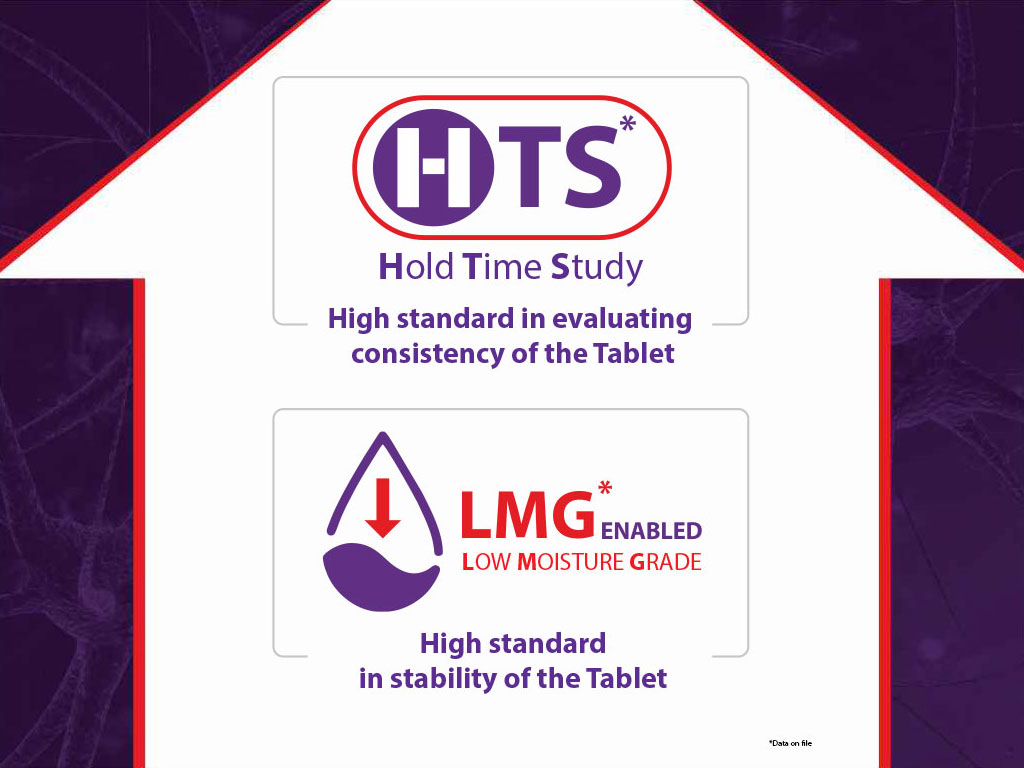 HTS*
Hold Time Study
High standard in evaluating
consistency of the Tablet
LMG* ENABLED
LOW MOISTURE GRADE
High standard
in stability of the Tablet
*Data on file